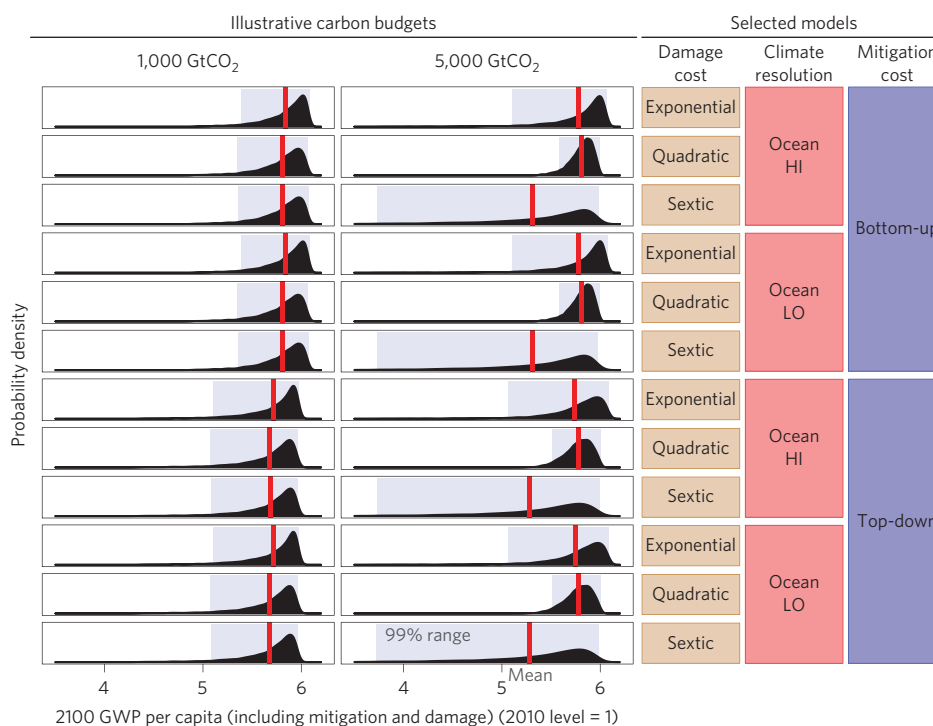 Illustrative carbon budgets
Selected models
1,000 GtCO2
5,000 GtCO2
Damage
cost
Climate
resolution
Mitigation
cost
Probability density
Exponential
Quadratic
Sextic
Ocean
HI
Bottom-up
Exponential
Quadratic
Sextic
Ocean
LO
Exponential
Quadratic
Sextic
Ocean
HI
Top-down
Exponential
Quadratic
Sextic
Ocean
LO
99% range
Mean
4 5 6
4 5 6
2100 GWP per capita (including mitigation and damage) (2010 level = 1)